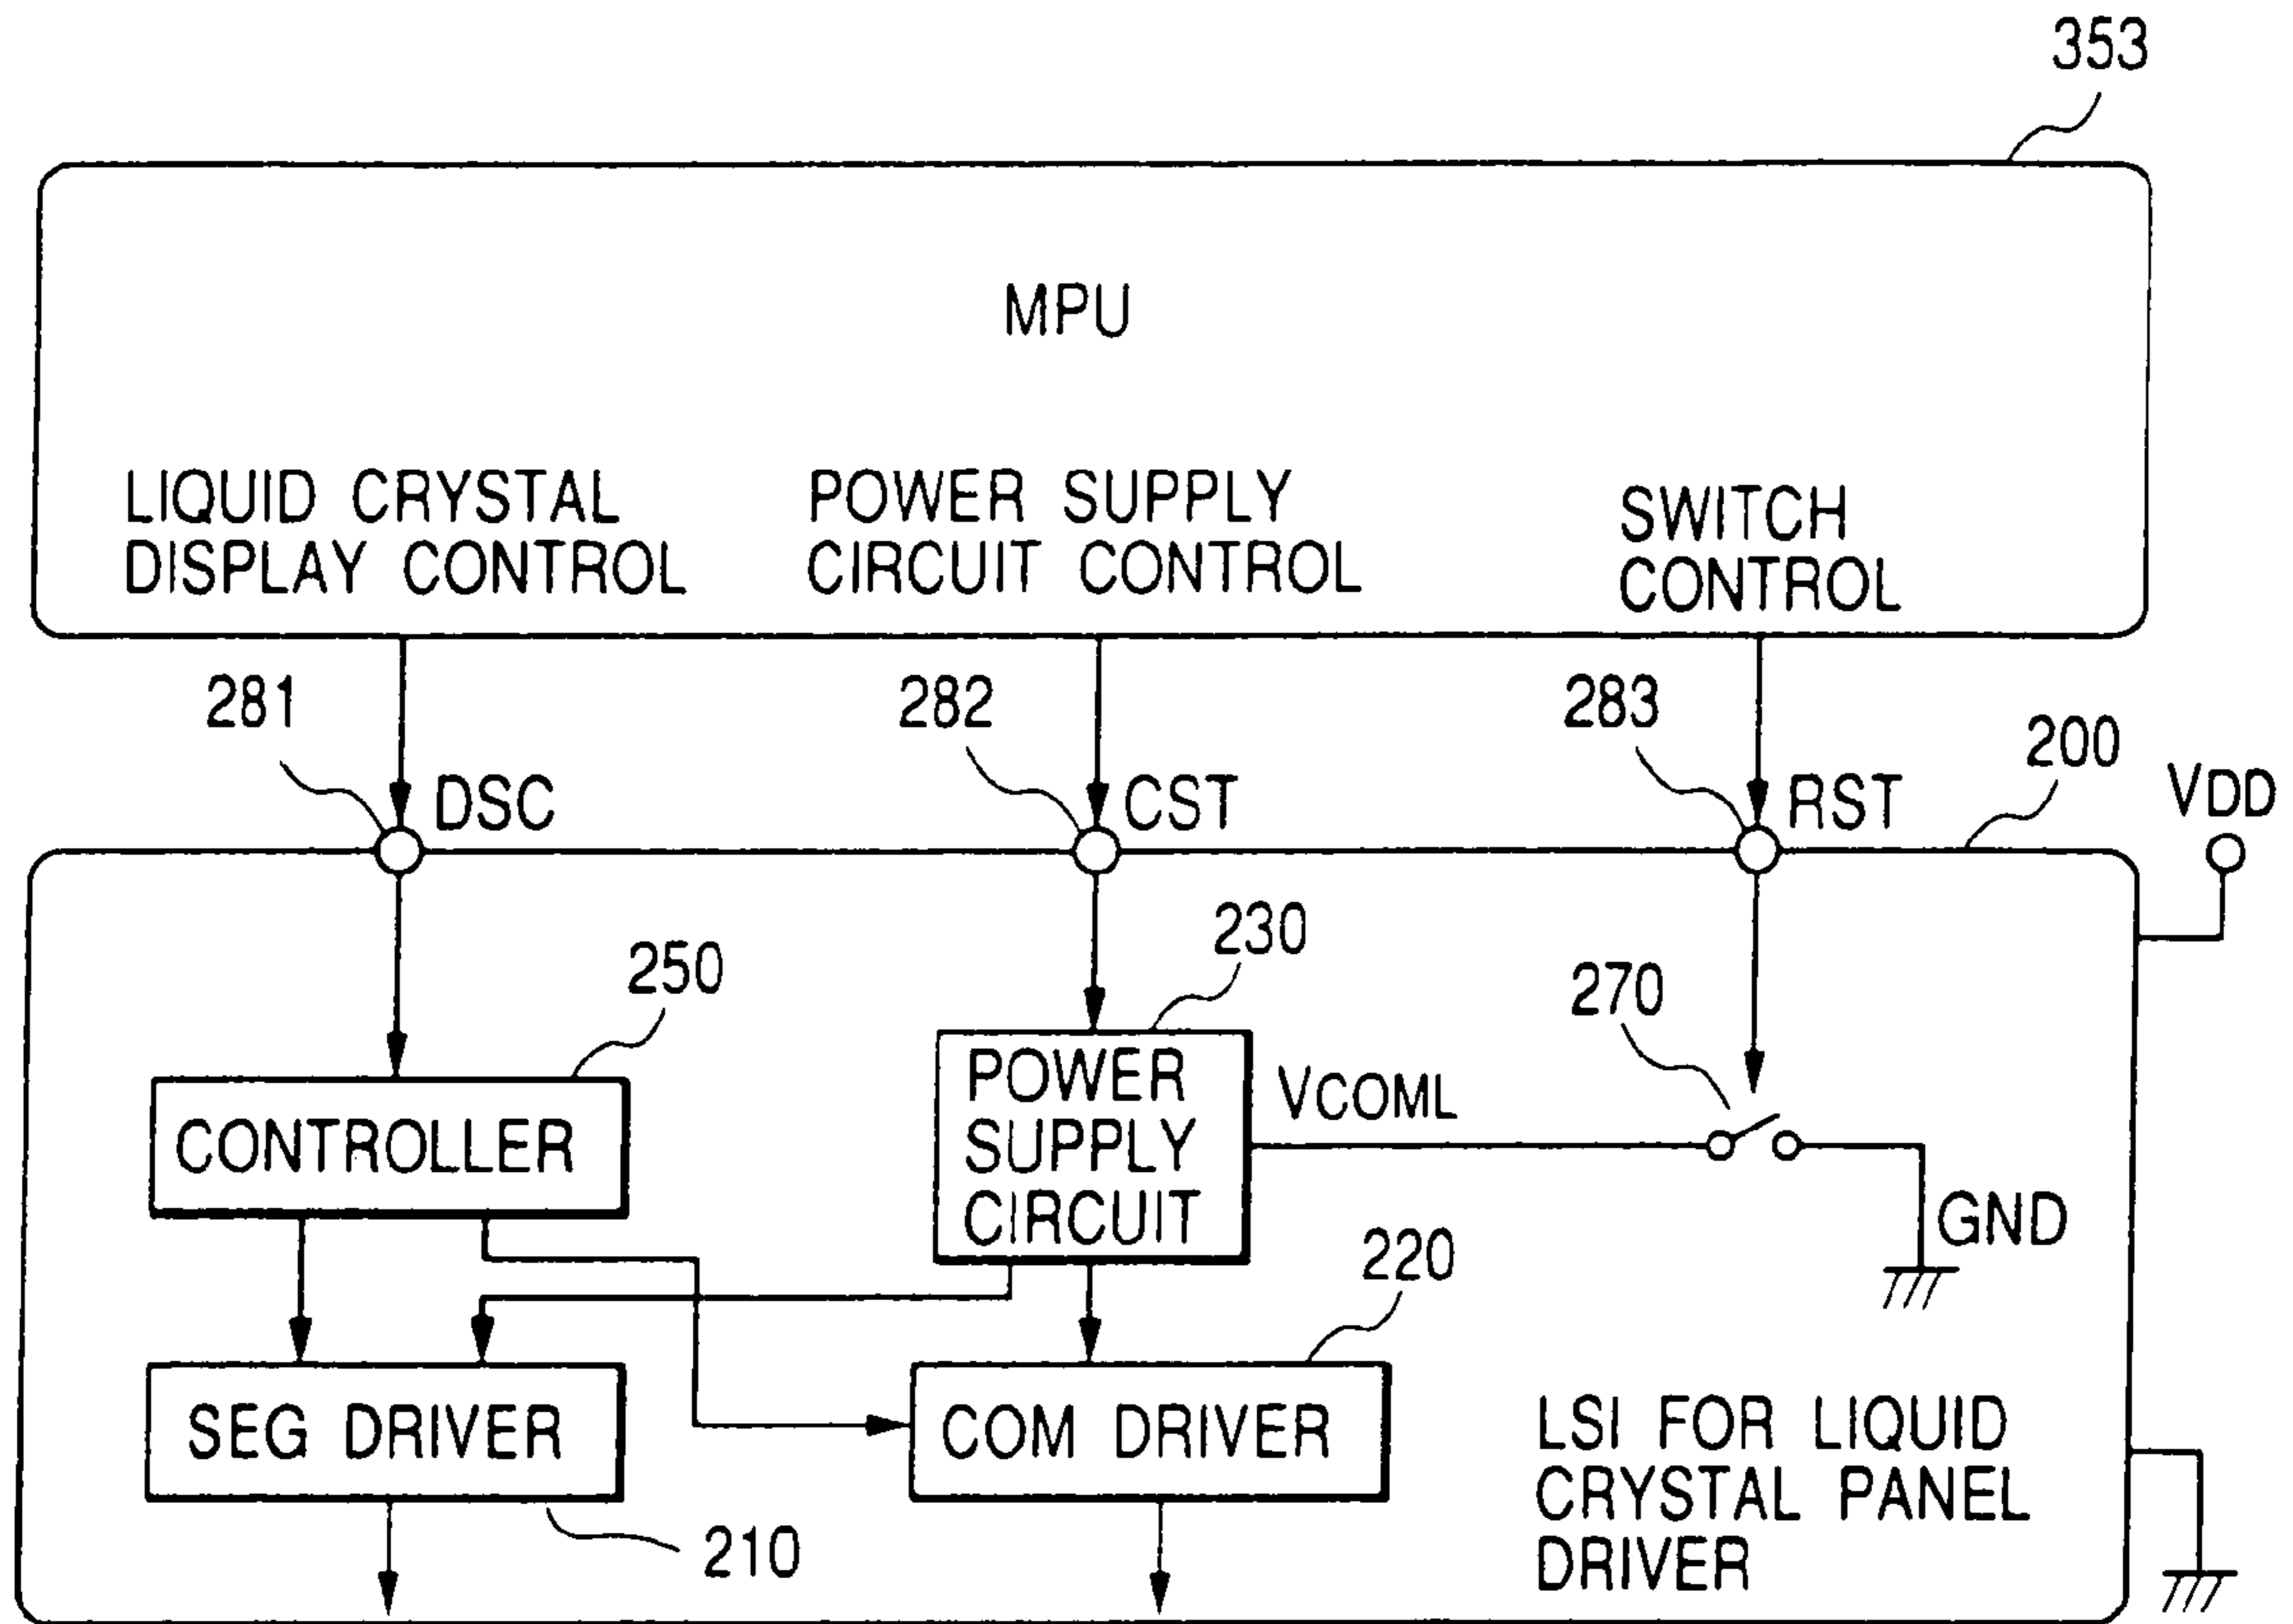 353
MPU
LIQUID CRYSTAL
DISPLAY CONTROL
POWER SUPPLY
CIRCUIT CONTROL
SWITCH
CONTROL
281
282
283
200
DSC
CST
RST
VDD
250
230
270
CONTROLLER
POWER
SUPPLY
CIRCUIT
VCOML
GND
220
SEG DRIVER
COM DRIVER
210
LSI FOR LIQUID
CRYSTAL PANEL
DRIVER